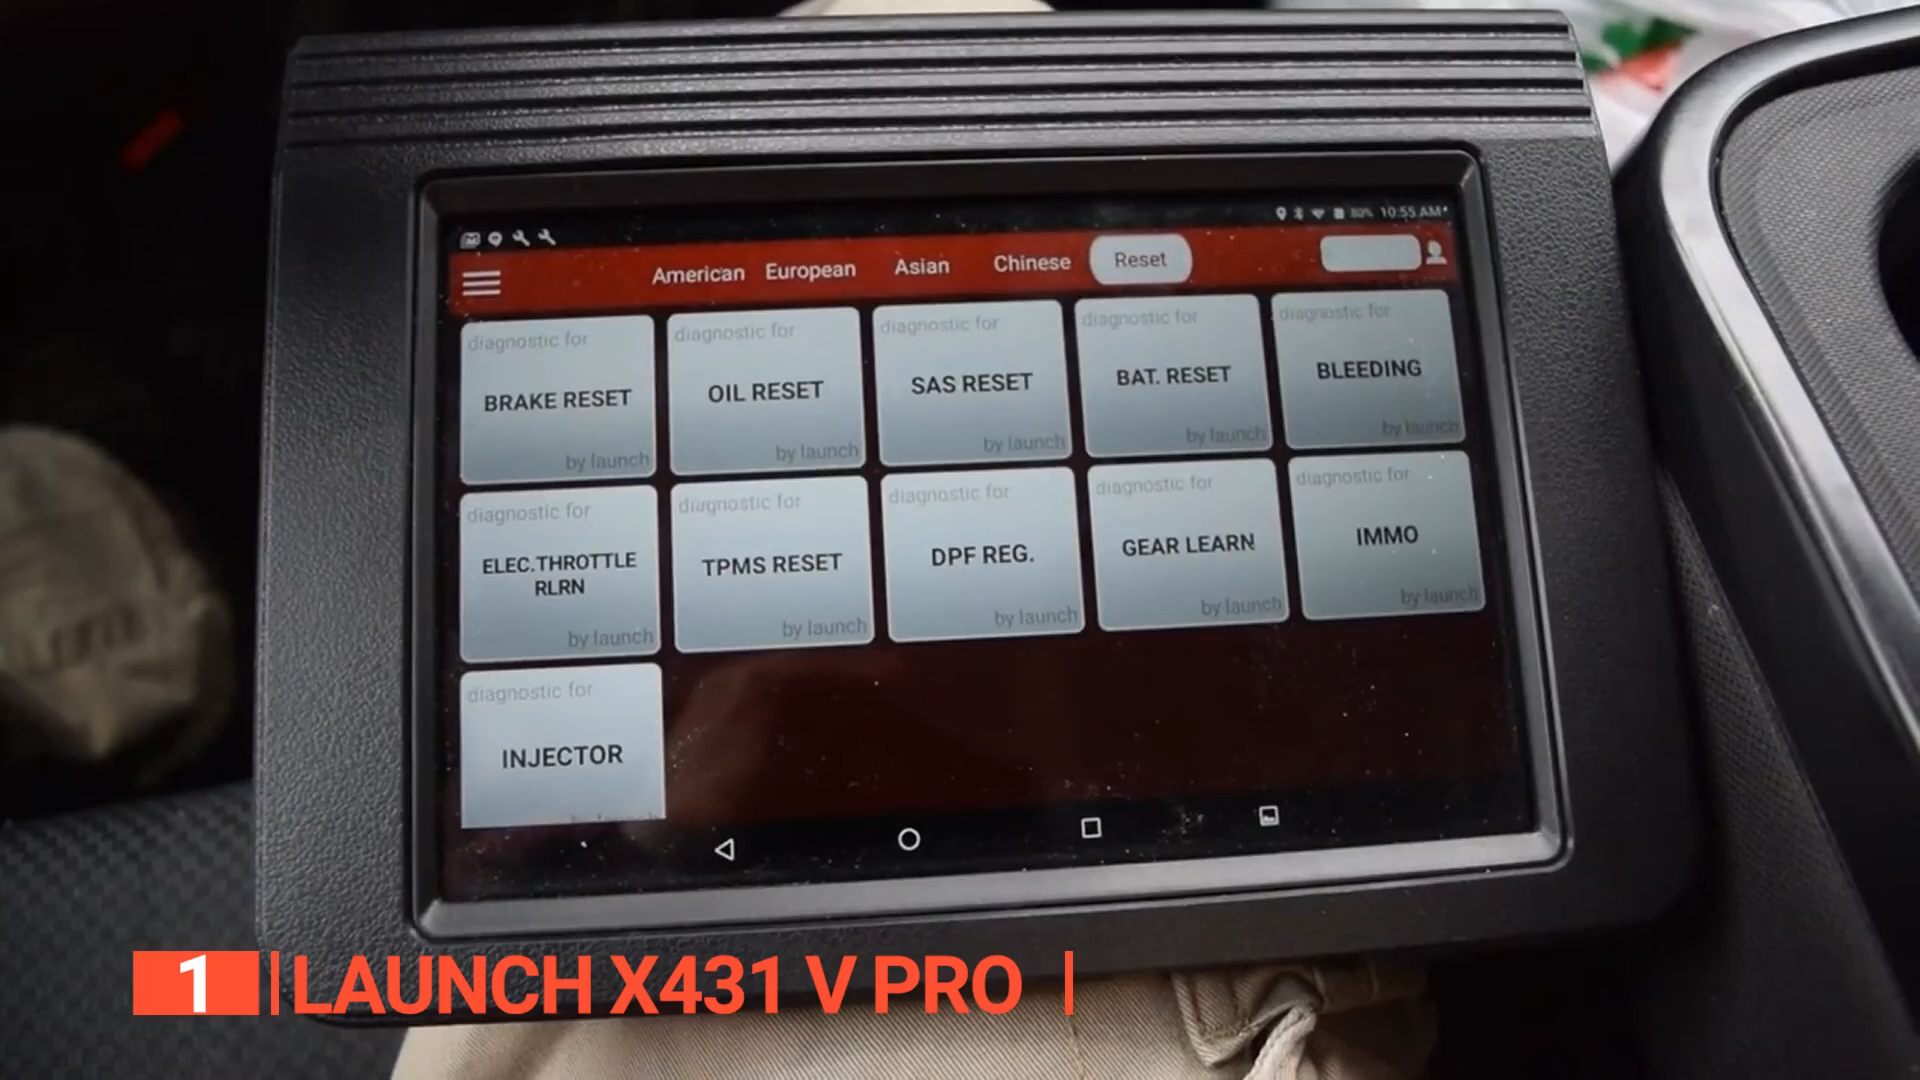 80% 10:55 AM
American European Asian Chinese Reset
diagnostic for
BRAKE RESET
by launch
diagnostic for
OIL RESET
by launch
diagnostic for
SAS RESET
by launch
diagnostic for
BAT. RESET
by launch
diagnostic for
BLEEDING
by launch
diagnostic for
ELEC.THROTTLE
RLRN
by launch
diagnostic for
TPMS RESET
by launch
diagnostic for
DPF REG.
by launch
diagnostic for
GEAR LEARN
by launch
diagnostic for
IMMO
by launch
diagnostic for
INJECTOR
1 LAUNCH X431 V PRO